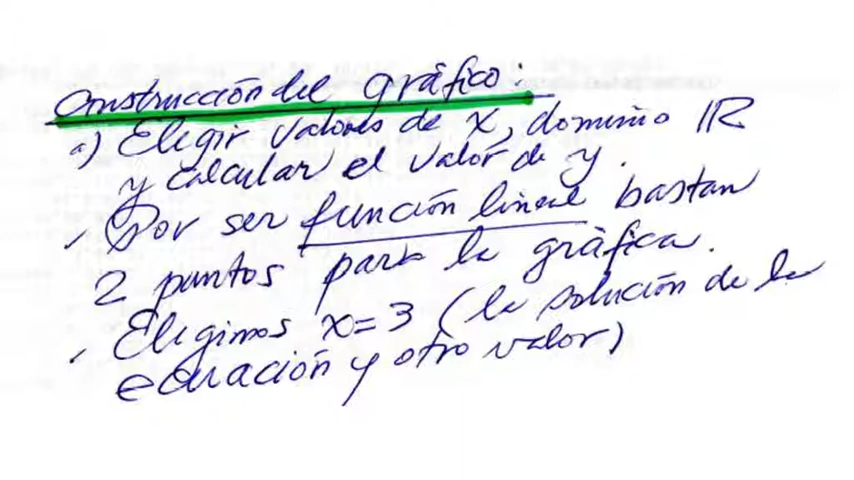 Construcción del gráfico:
a) Elegir valores de x, dominio ℝ
y calcular el valor de y.
, Por ser función lineal bastan
2 puntos para la gráfica.
, Elegimos x=3 (la solución de la
ecuación y otro valor)